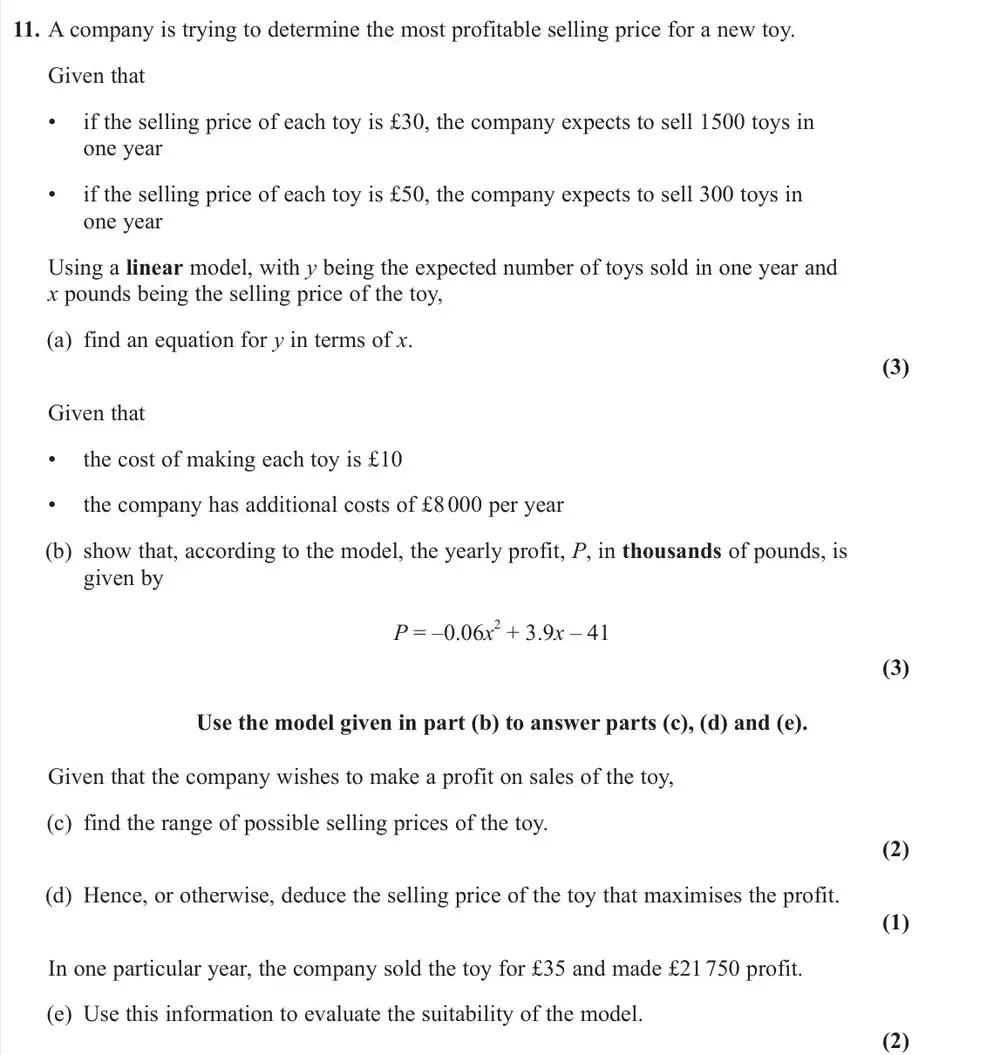 11. A company is trying to determine the most profitable selling price for a new toy.
Given that
• if the selling price of each toy is £30, the company expects to sell 1500 toys in
one year
• if the selling price of each toy is £50, the company expects to sell 300 toys in
one year
Using a linear model, with y being the expected number of toys sold in one year and
x pounds being the selling price of the toy,
(a) find an equation for y in terms of x.
(3)
Given that
• the cost of making each toy is £10
• the company has additional costs of £8 000 per year
(b) show that, according to the model, the yearly profit, P, in thousands of pounds, is
given by
P = –0.06x² + 3.9x – 41
(3)
Use the model given in part (b) to answer parts (c), (d) and (e).
Given that the company wishes to make a profit on sales of the toy,
(c) find the range of possible selling prices of the toy.
(2)
(d) Hence, or otherwise, deduce the selling price of the toy that maximises the profit.
(1)
In one particular year, the company sold the toy for £35 and made £21 750 profit.
(e) Use this information to evaluate the suitability of the model.
(2)